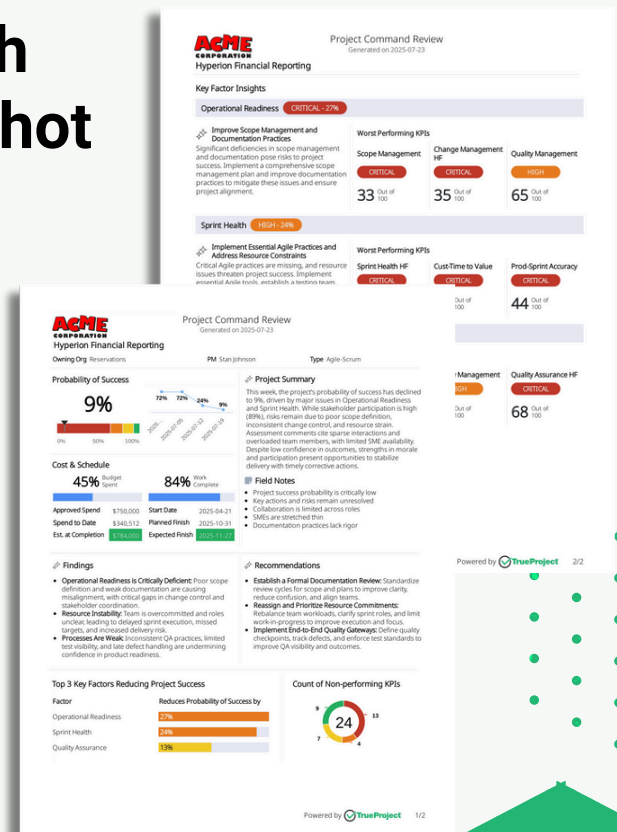 h
hot
ACME
CORPORATION
Hyperion Financial Reporting
Project Command Review
Generated on 2025-07-23
Key Factor Insights
Operational Readiness CRITICAL - 27%
Improve Scope Management and
Documentation Practices
Significant deficiencies in scope management
and documentation pose risks to project
success. Implement a comprehensive scope
management plan and improve documentation
practices to mitigate these issues and ensure
project alignment.
Worst Performing KPIs
Scope Management
CRITICAL
33 Out of 100
Change Management HF
CRITICAL
35 Out of 100
Quality Management
HIGH
65 Out of 100
Sprint Health HIGH - 24%
Implement Essential Agile Practices and
Address Resource Constraints
Critical Agile practices are missing, and resource
issues threaten project success. Implement
essential Agile tools, establish a testing team,
Worst Performing KPIs
Sprint Health HF
CRITICAL
Cust-Time to Value
CRITICAL
Out of 100
Prod-Sprint Accuracy
CRITICAL
44 Out of 100
Management
GH
Out of 100
Quality Assurance HF
CRITICAL
68 Out of 100
Powered by TrueProject 2/2
ACME
CORPORATION
Hyperion Financial Reporting
Project Command Review
Generated on 2025-07-23
Owning Org Reservations PM Stan Johnson Type Agile-Scrum
Probability of Success
9%
0% 50% 100%
72% 72% 24% 9%
2025-... 2025-07-06 2025-07-12 2025-07-19
Project Summary
This week, the project's probability of success has declined
to 9%, driven by major issues in Operational Readiness
and Sprint Health. While stakeholder participation is high
(89%), risks remain due to poor scope definition,
inconsistent change control, and resource strain.
Assessment comments cite sparse interactions and
overloaded team members, with limited SME availability.
Despite low confidence in outcomes, strengths in morale
and participation present opportunities to stabilize
delivery with timely corrective actions.
Cost & Schedule
45% Budget Spent
84% Work Complete
Approved Spend $750,000
Spend to Date $340,512
Est. at Completion $784,000
Start Date 2025-04-21
Planned Finish 2025-10-31
Expected Finish 2025-11-27
Field Notes
• Project success probability is critically low
• Key actions and risks remain unresolved
• Collaboration is limited across roles
• SMEs are stretched thin
• Documentation practices lack rigor
Findings
• Operational Readiness is Critically Deficient: Poor scope
definition and weak documentation are causing
misalignment, with critical gaps in change control and
stakeholder coordination.
• Resource Instability: Team is overcommitted and roles
unclear, leading to delayed sprint execution, missed
targets, and increased delivery risk.
• Processes Are Weak: Inconsistent QA practices, limited
test visibility, and late defect handling are undermining
confidence in product readiness.
Recommendations
• Establish a Formal Documentation Review: Standardize
review cycles for scope and plans to improve clarity,
reduce confusion, and align teams.
• Reassign and Prioritize Resource Commitments:
Rebalance team workloads, clarify sprint roles, and limit
work-in-progress to improve execution and focus.
• Implement End-to-End Quality Gateways: Define quality
checkpoints, track defects, and enforce test standards to
improve QA visibility and outcomes.
Top 3 Key Factors Reducing Project Success
Factor Reduces Probability of Success by
Operational Readiness 27%
Sprint Health 24%
Quality Assurance 13%
Count of Non-performing KPIs
24
9
13
7
4
Powered by TrueProject 1/2